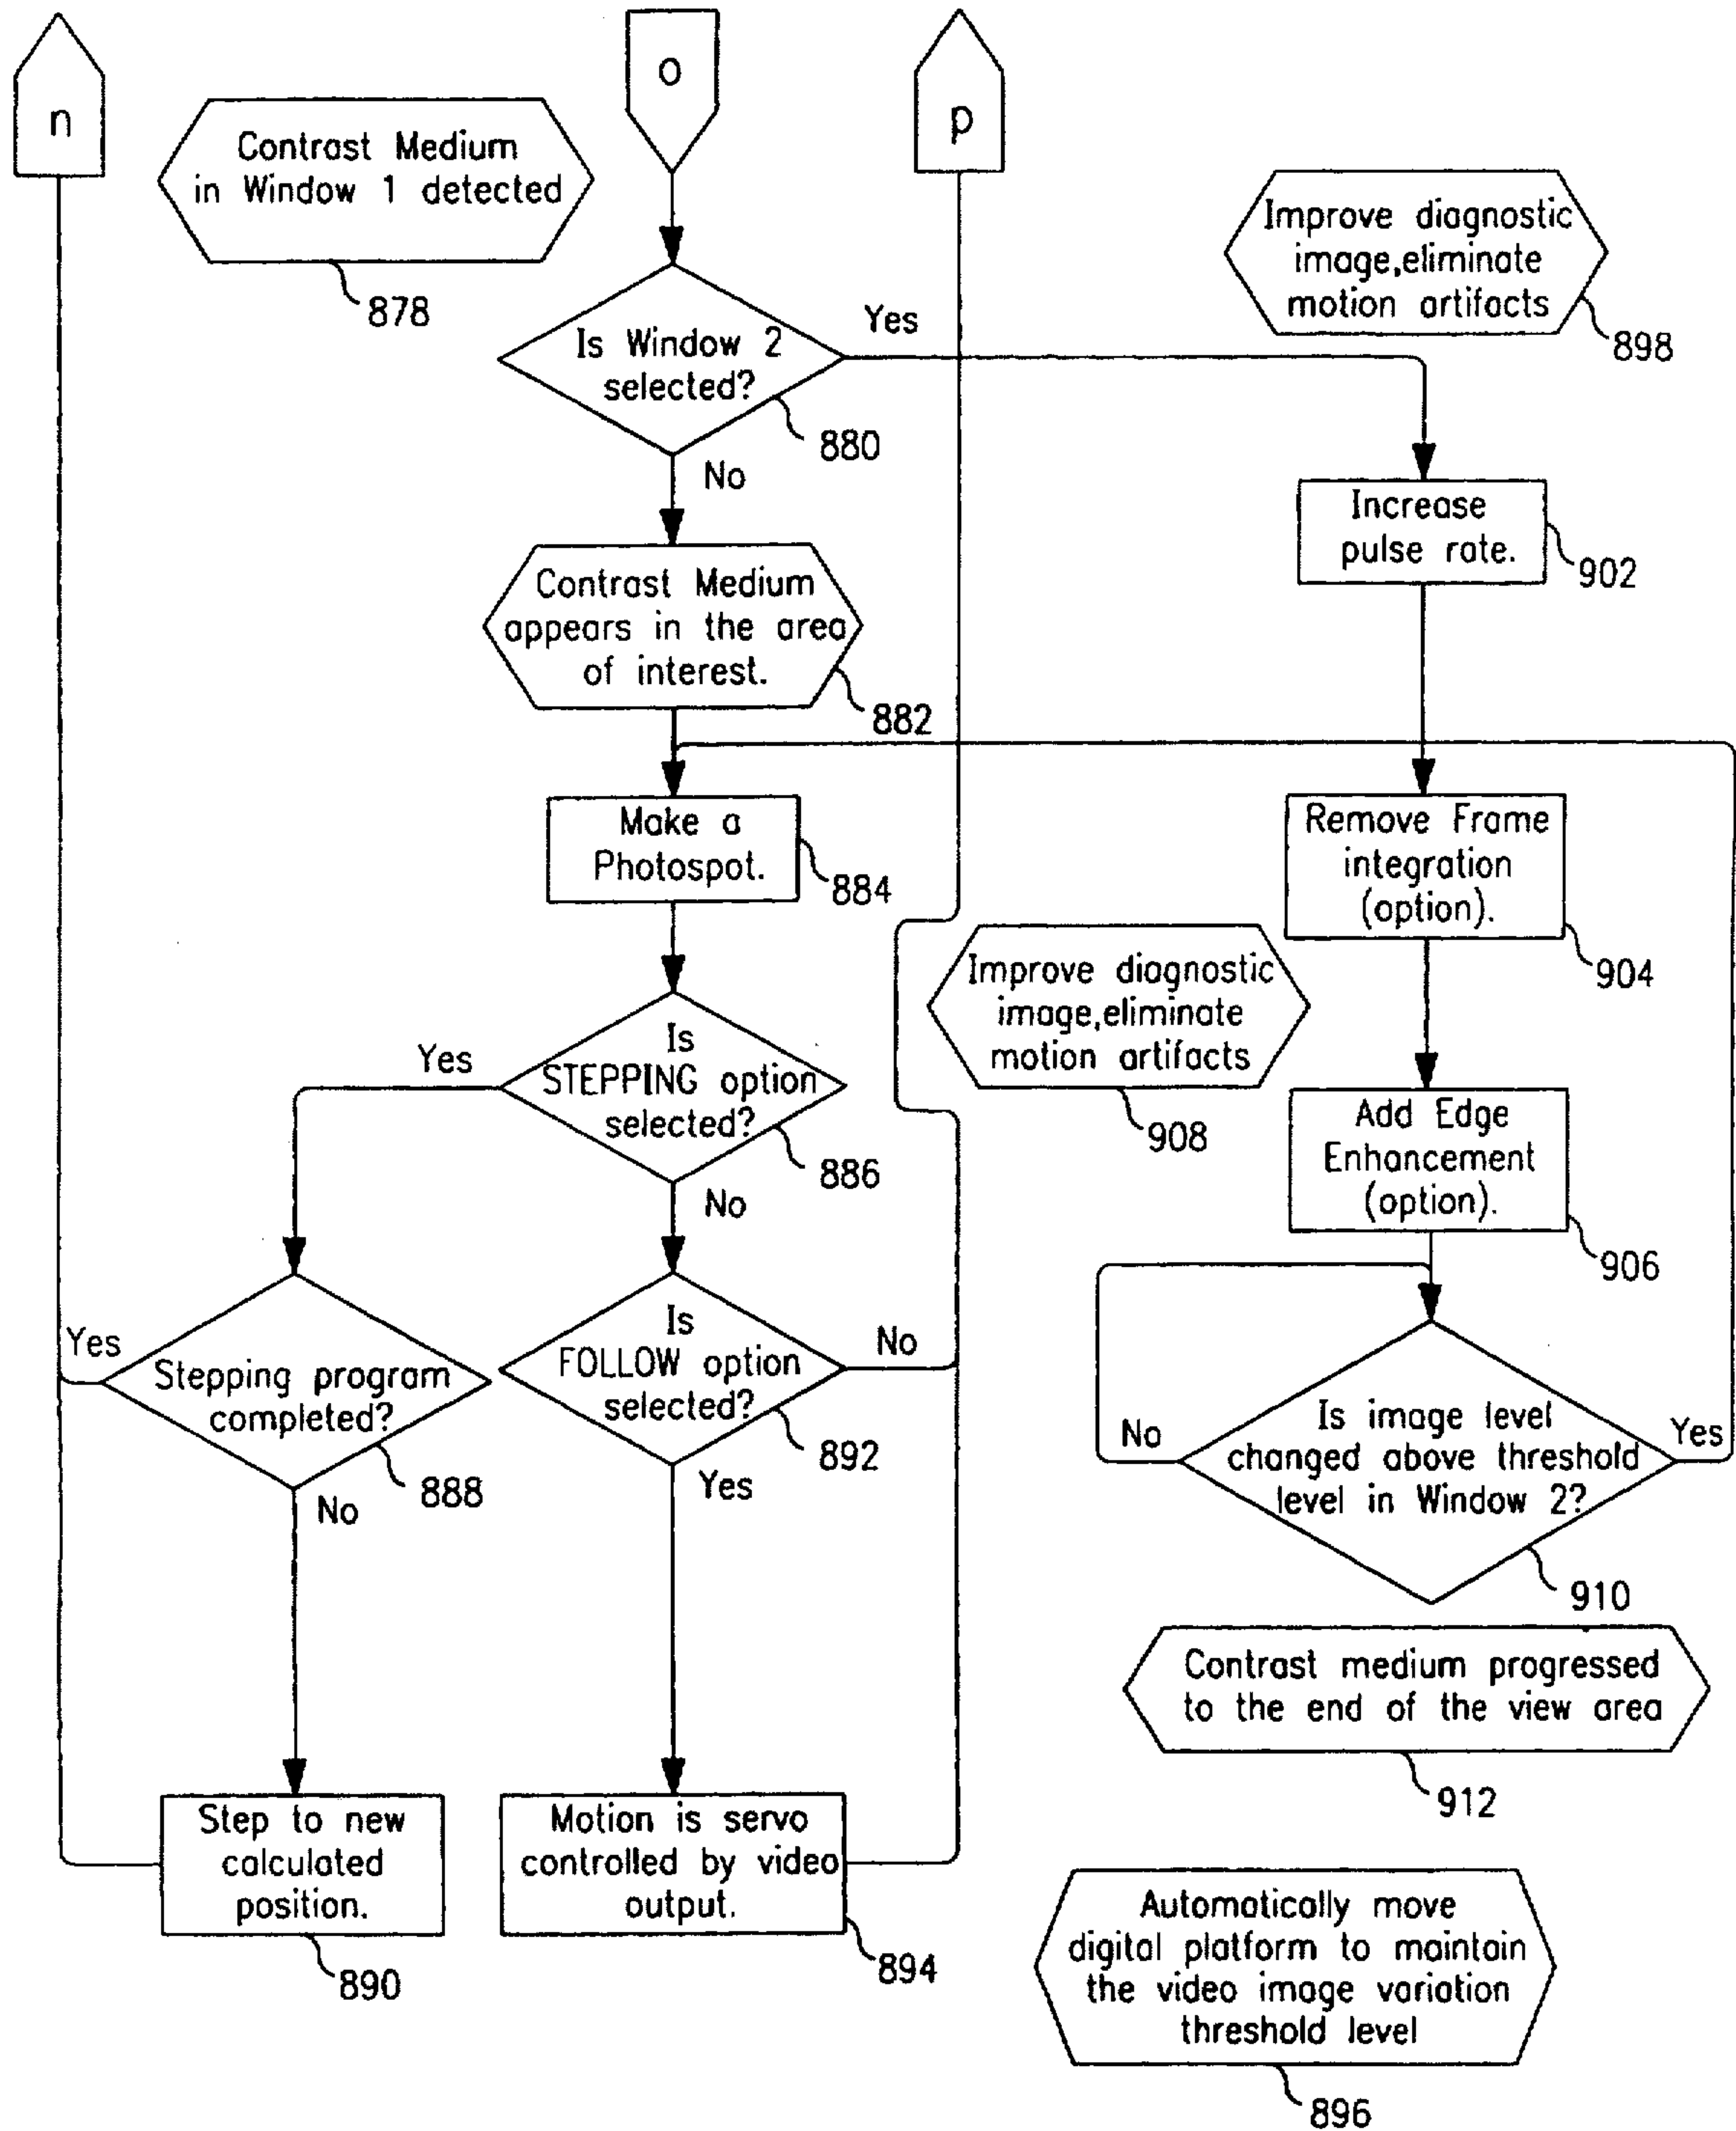 n
o
p
Contrast Medium
in Window 1 detected
878
Improve diagnostic
image,eliminate
motion artifacts
898
Is Window 2
selected?
880
Yes
No
Increase
pulse rate.
902
Contrast Medium
appears in the area
of interest.
882
Make a
Photospot.
884
Remove Frame
integration
(option).
904
Improve diagnostic
image,eliminate
motion artifacts
908
Is
STEPPING option
selected?
886
Yes
No
Add Edge
Enhancement
(option).
906
Yes
Stepping program
completed?
888
No
Is
FOLLOW option
selected?
892
No
Yes
No
Is image level
changed above threshold
level in Window 2?
910
Yes
Contrast medium progressed
to the end of the view area
912
Step to new
calculated
position.
890
Motion is servo
controlled by video
output.
894
Automatically move
digital platform to maintain
the video image variation
threshold level
896